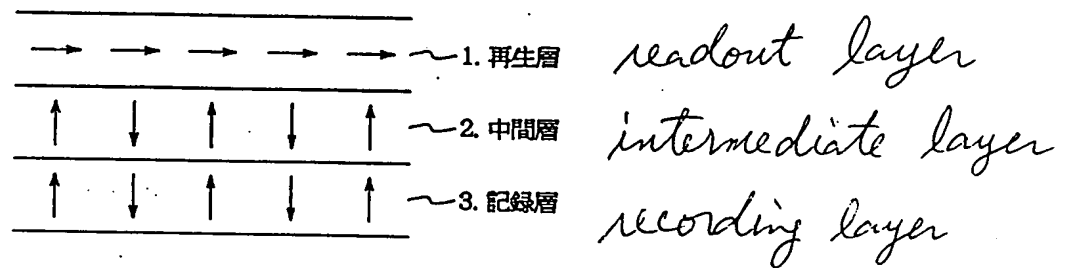 1. 再生層 readout layer
2. 中間層 intermediate layer
3. 記録層 recording layer